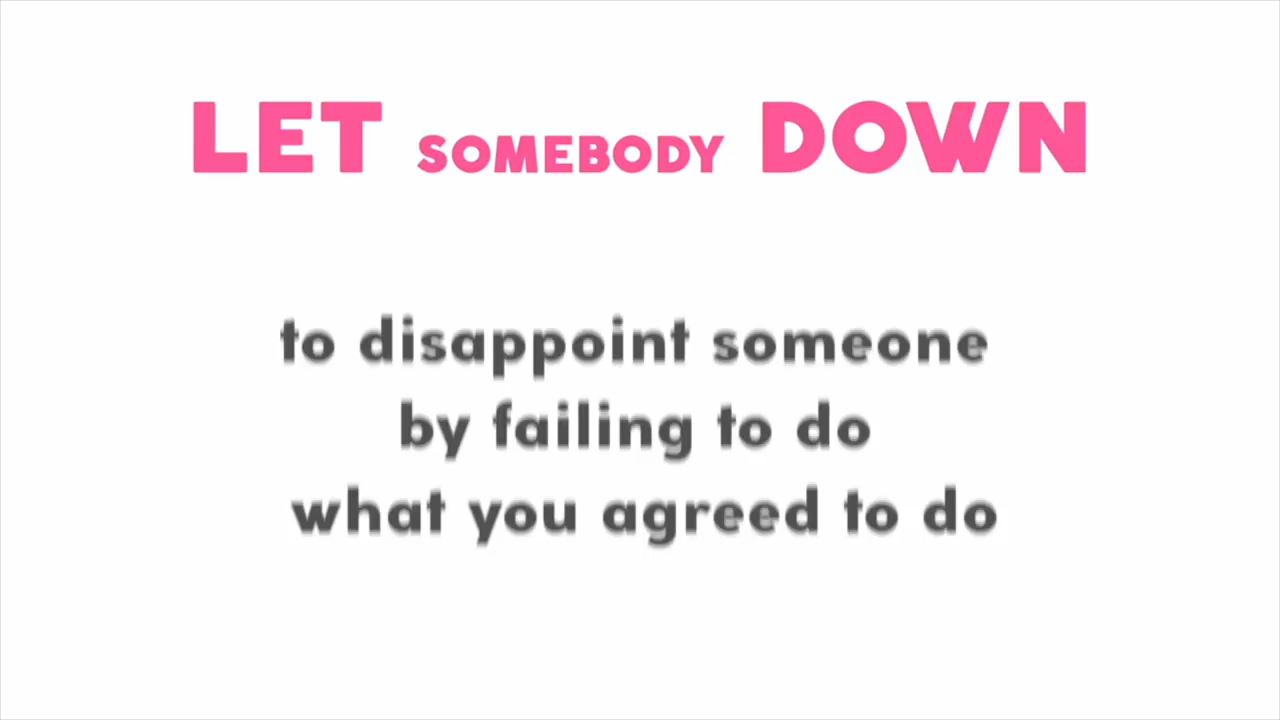 LET SOMEBODY DOWN
to disappoint someone
by failing to do
what you agreed to do